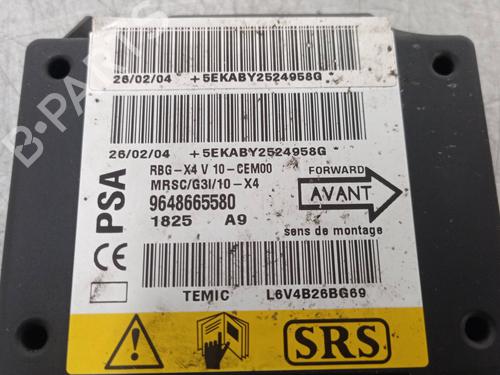 26/02/04 +5EKABY2524958G
26/02/04 +5EKABY2524958G
PSA CE
RBG-X4 V 10-CEM00
MRSC/G3I/10-X4
9648665580
1825 A9
FORWARD
AVANT
sens de montage
TEMIC L6V4B26BG69
SRS
B-PARTS